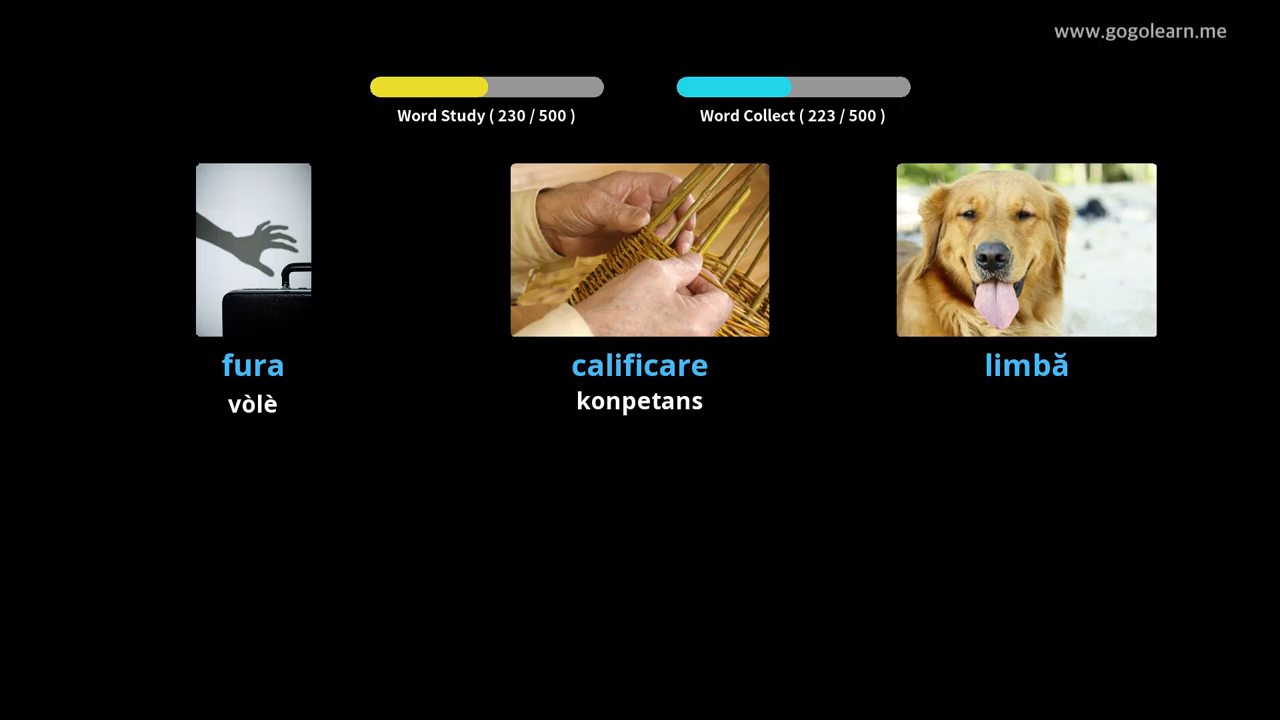 www.gogolearn.me
Word Study ( 230 / 500 )
Word Collect ( 223 / 500 )
fura
vòlè
calificare
konpetans
limbă